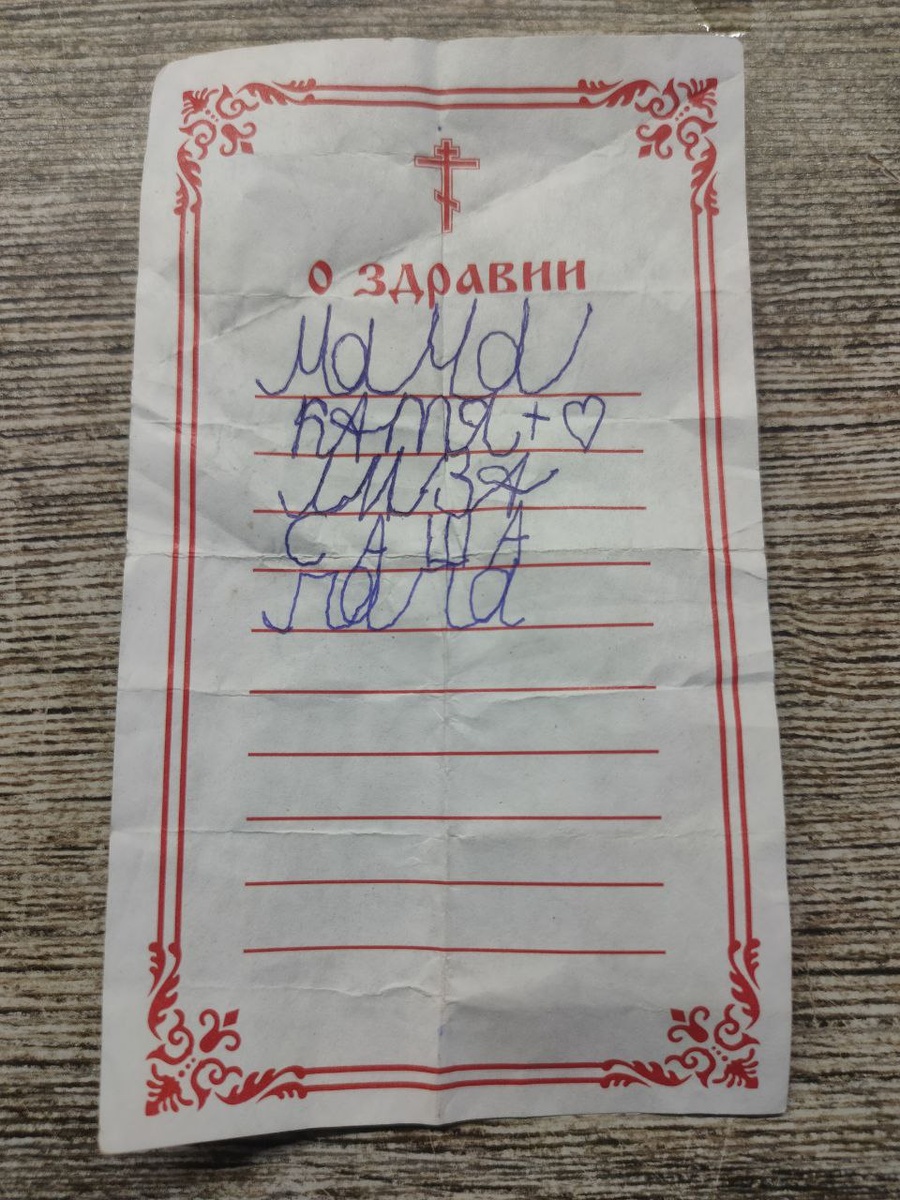 О ЗДРАВИИ
Мама
КАТЯ + ♡
Лиза
САША
папа